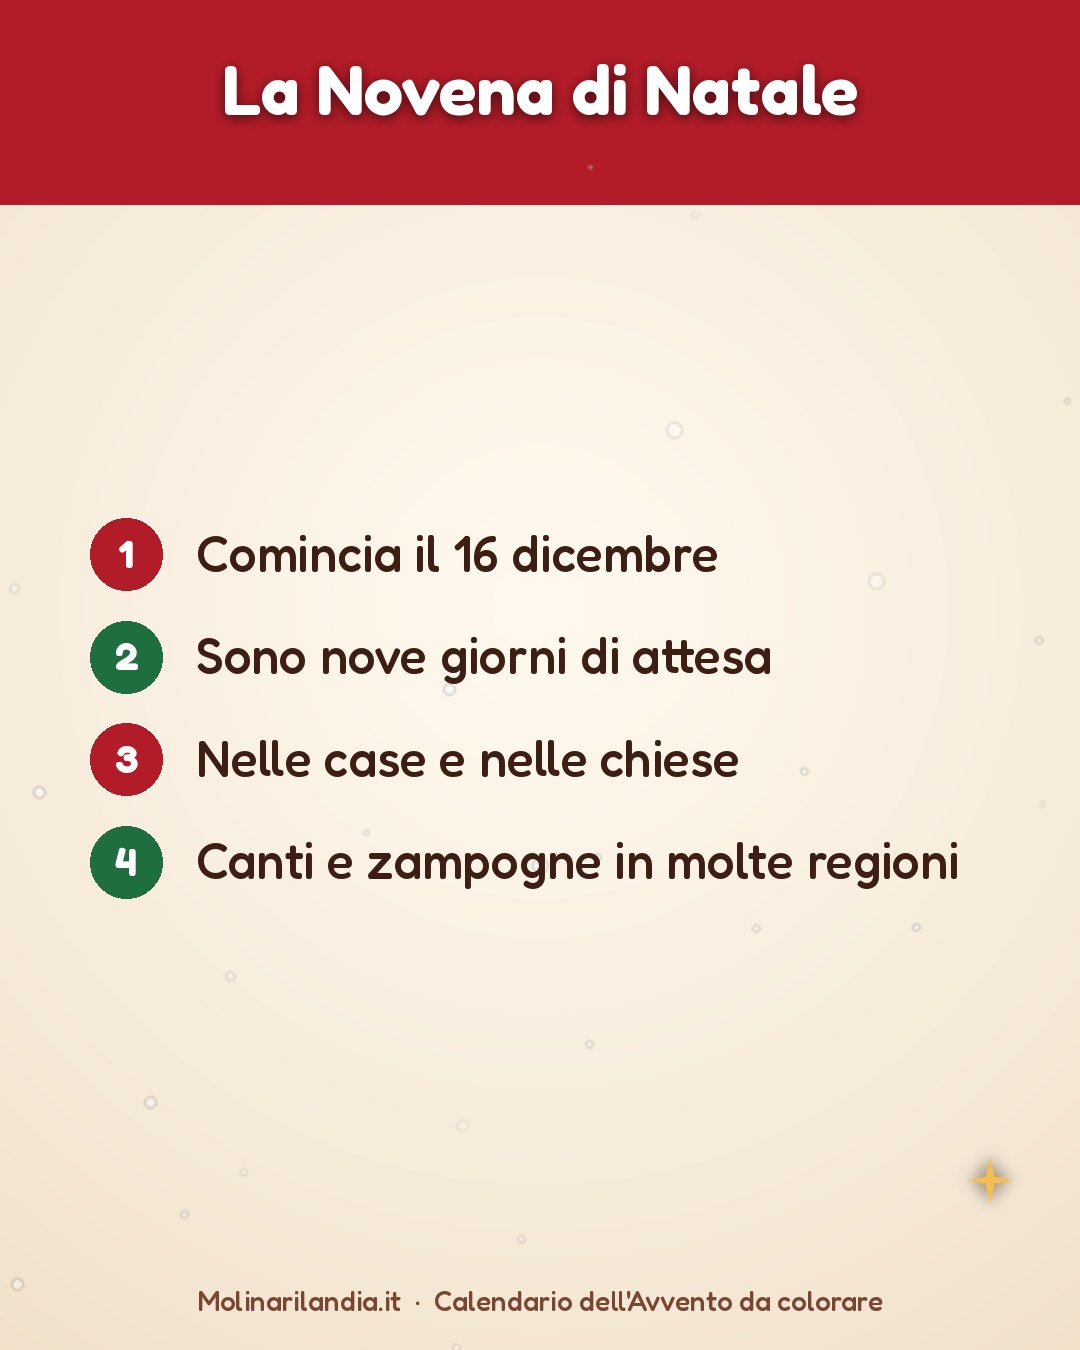 La Novena di Natale
1 Comincia il 16 dicembre
2 Sono nove giorni di attesa
3 Nelle case e nelle chiese
4 Canti e zampogne in molte regioni
Molinarilandia.it · Calendario dell'Avvento da colorare